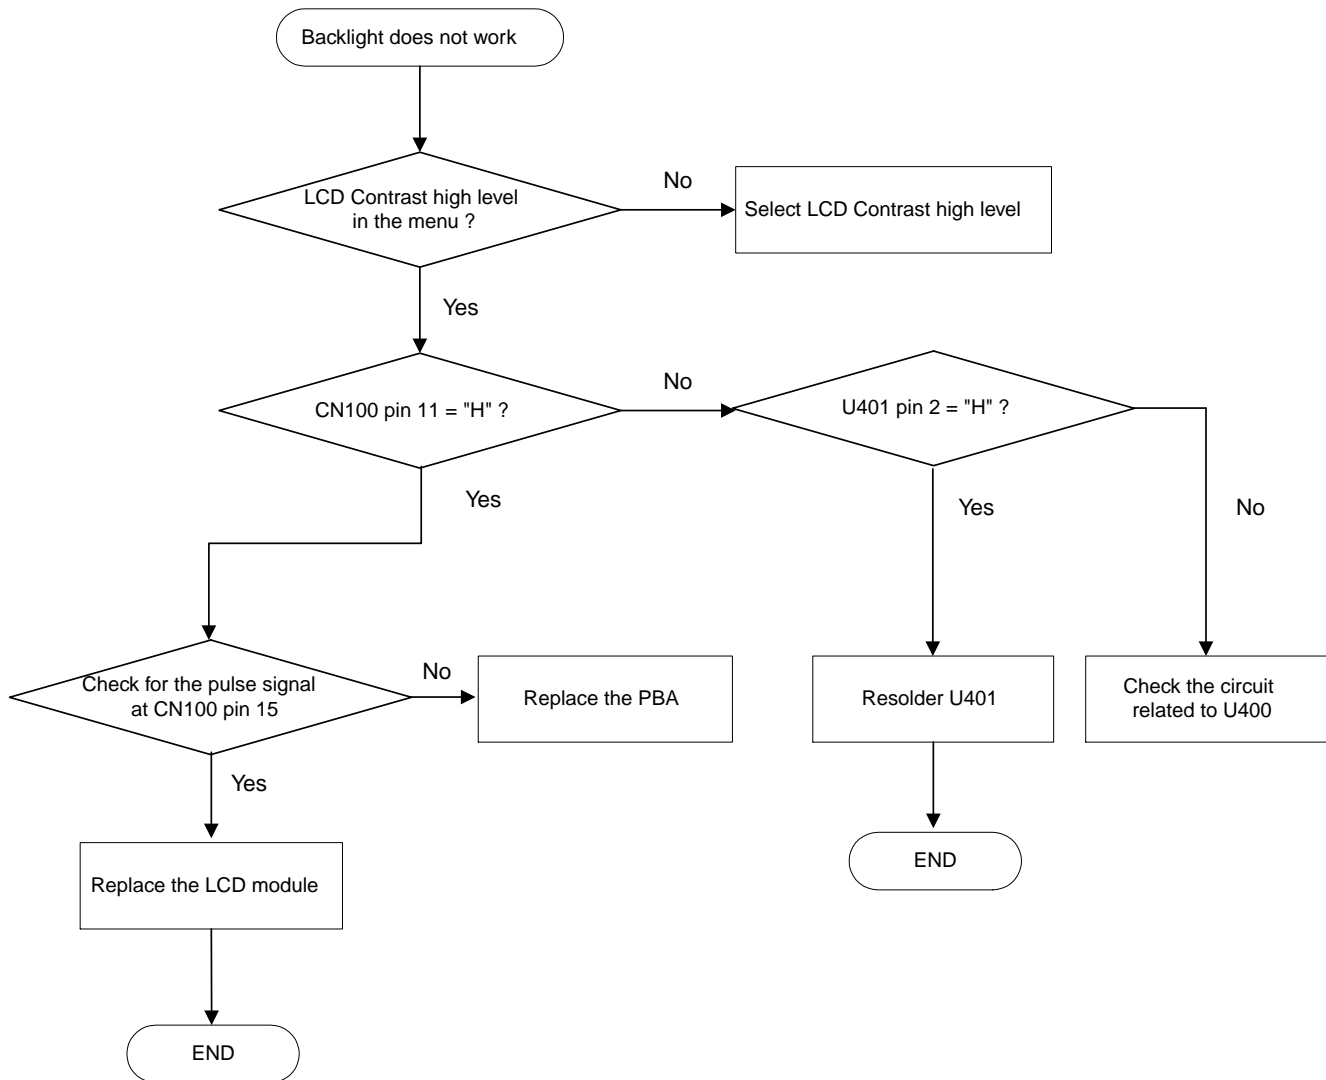 Backlight does not work
LCD Contrast high level
in the menu ?
No
Select LCD Contrast high level
Yes
CN100 pin 11 = "H" ?
No
U401 pin 2 = "H" ?
Yes
Yes
No
Check for the pulse signal
at CN100 pin 15
No
Replace the PBA
Resolder U401
Check the circuit
related to U400
Yes
END
Replace the LCD module
END